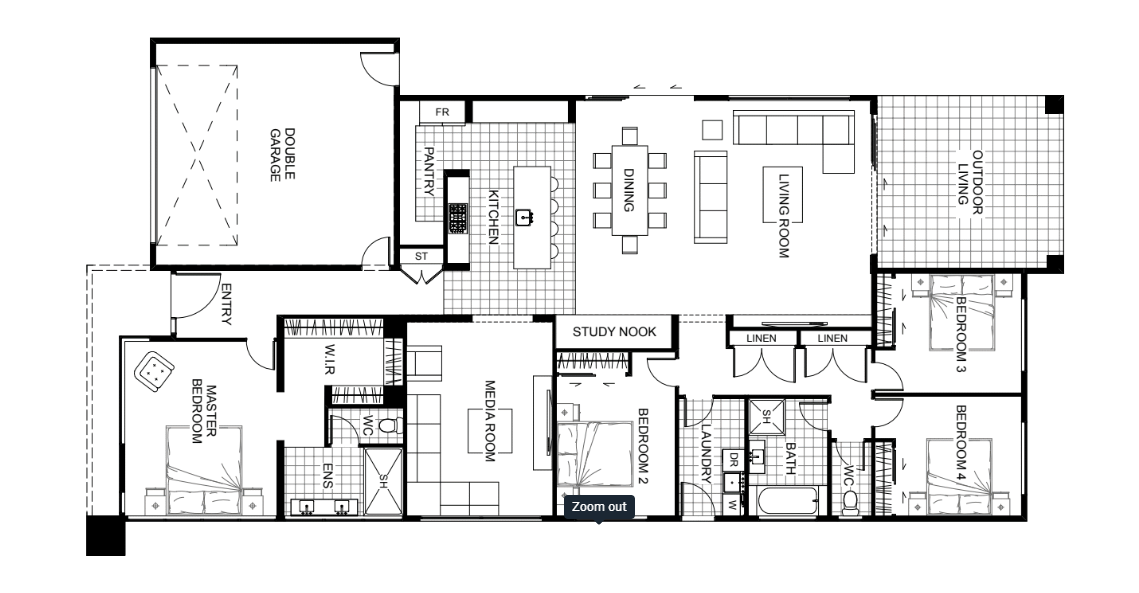 DOUBLE
GARAGE
FR
PANTRY
KITCHEN
ST
DINING
LIVING ROOM
OUTDOOR
LIVING
ENTRY
W.I.R
MASTER
BEDROOM
WC
ENS
SH
MEDIA ROOM
STUDY NOOK
BEDROOM 2
LINEN
LINEN
LAUNDRY
DR
W
SH
BATH
WC
BEDROOM 3
BEDROOM 4
Zoom out